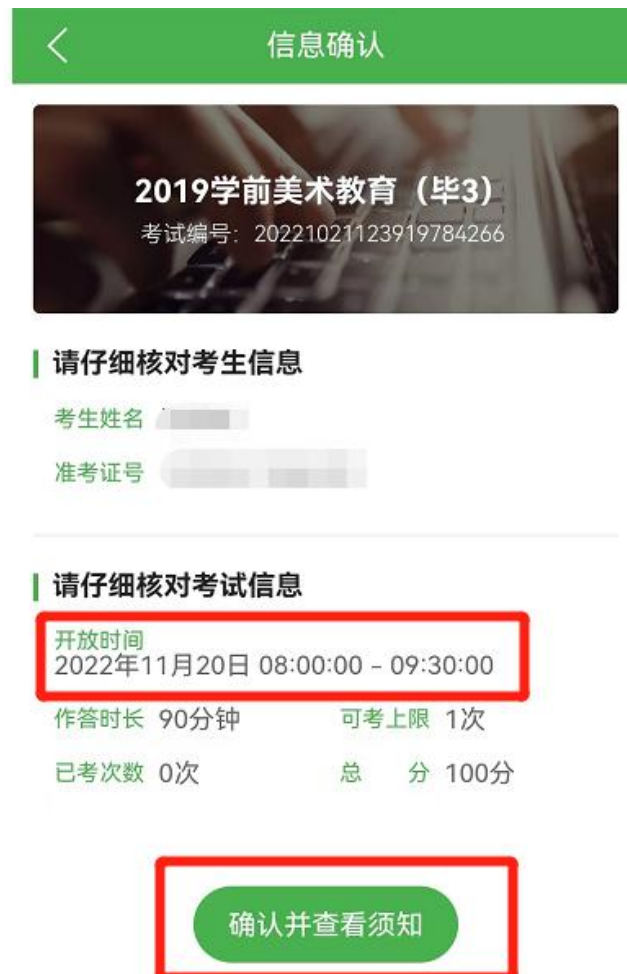 信息确认
2019学前美术教育（毕3）
考试编号：20221021123919784266
请仔细核对考生信息
考生姓名
准考证号
请仔细核对考试信息
开放时间
2022年11月20日 08:00:00 - 09:30:00
作答时长 90分钟 可考上限 1次
已考次数 0次 总 分 100分
确认并查看须知